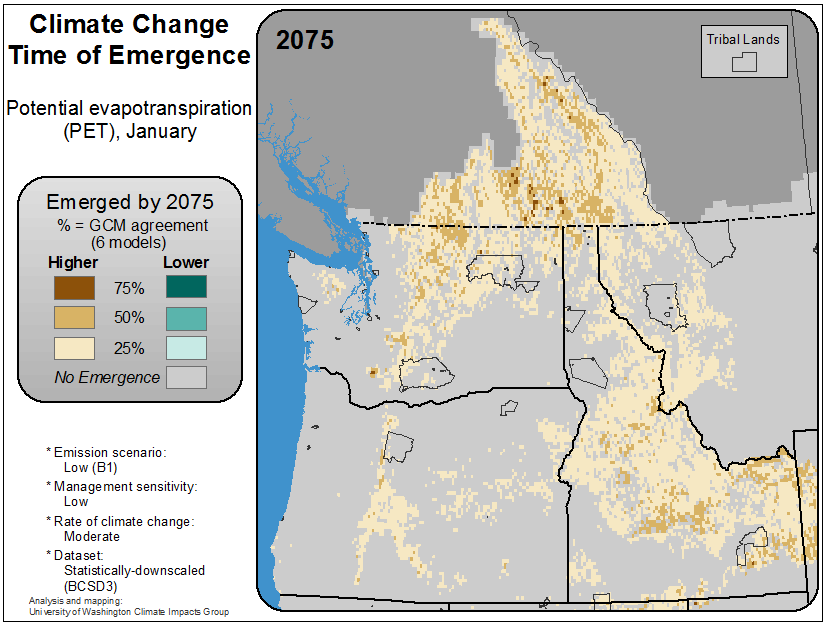 Climate Change
Time of Emergence
Potential evapotranspiration
(PET), January
Emerged by 2075
% = GCM agreement
(6 models)
Higher
Lower
75%
50%
25%
No Emergence
* Emission scenario:
Low (B1)
* Management sensitivity:
Low
* Rate of climate change:
Moderate
* Dataset:
Statistically-downscaled
(BCSD3)
Analysis and mapping:
University of Washington Climate Impacts Group
2075
Tribal Lands